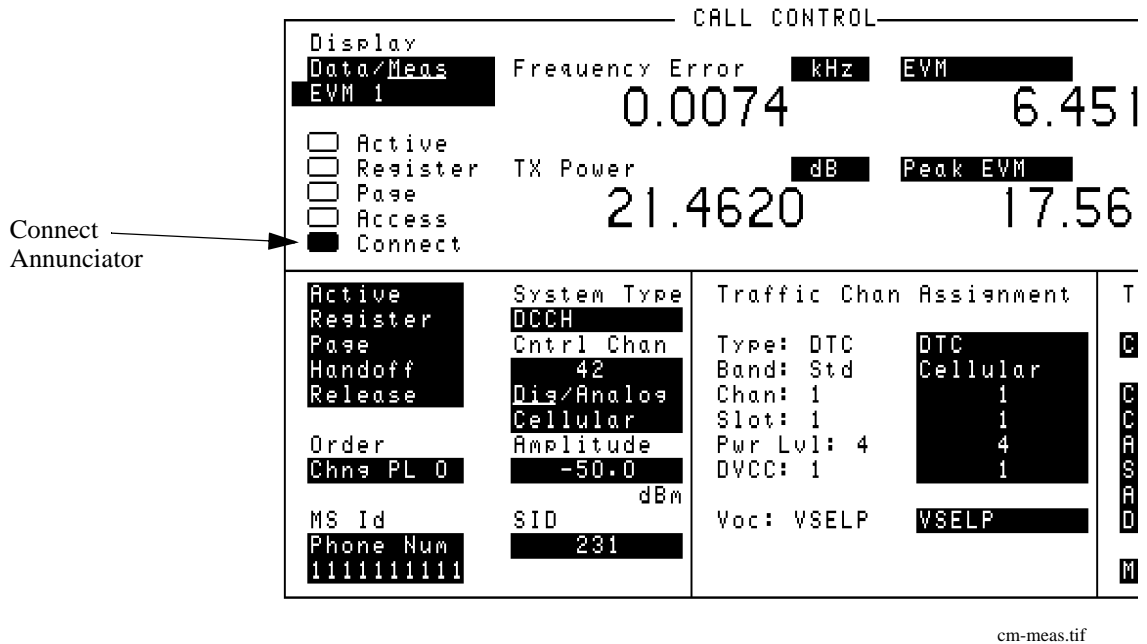 CALL CONTROL
Display
Data/Meas
EVM 1
Frequency Error kHz EVM
0.0074 6.451
Active
Register
Page
Access
Connect
TX Power dB Peak EVM
21.4620 17.56
Connect
Annunciator
Active
Register
Page
Handoff
Release
Order
Chng PL 0
MS Id
Phone Num
1111111111
System Type
DCCH
Cntrl Chan
42
Dig/Analog
Cellular
Amplitude
-50.0
dBm
SID
231
Traffic Chan Assignment
Type: DTC DTC
Band: Std Cellular
Chan: 1 1
Slot: 1 1
Pwr Lvl: 4 4
DVCC: 1 1
Voc: VSELP VSELP
T
C
C
C
A
S
A
D
M
cm-meas.tif